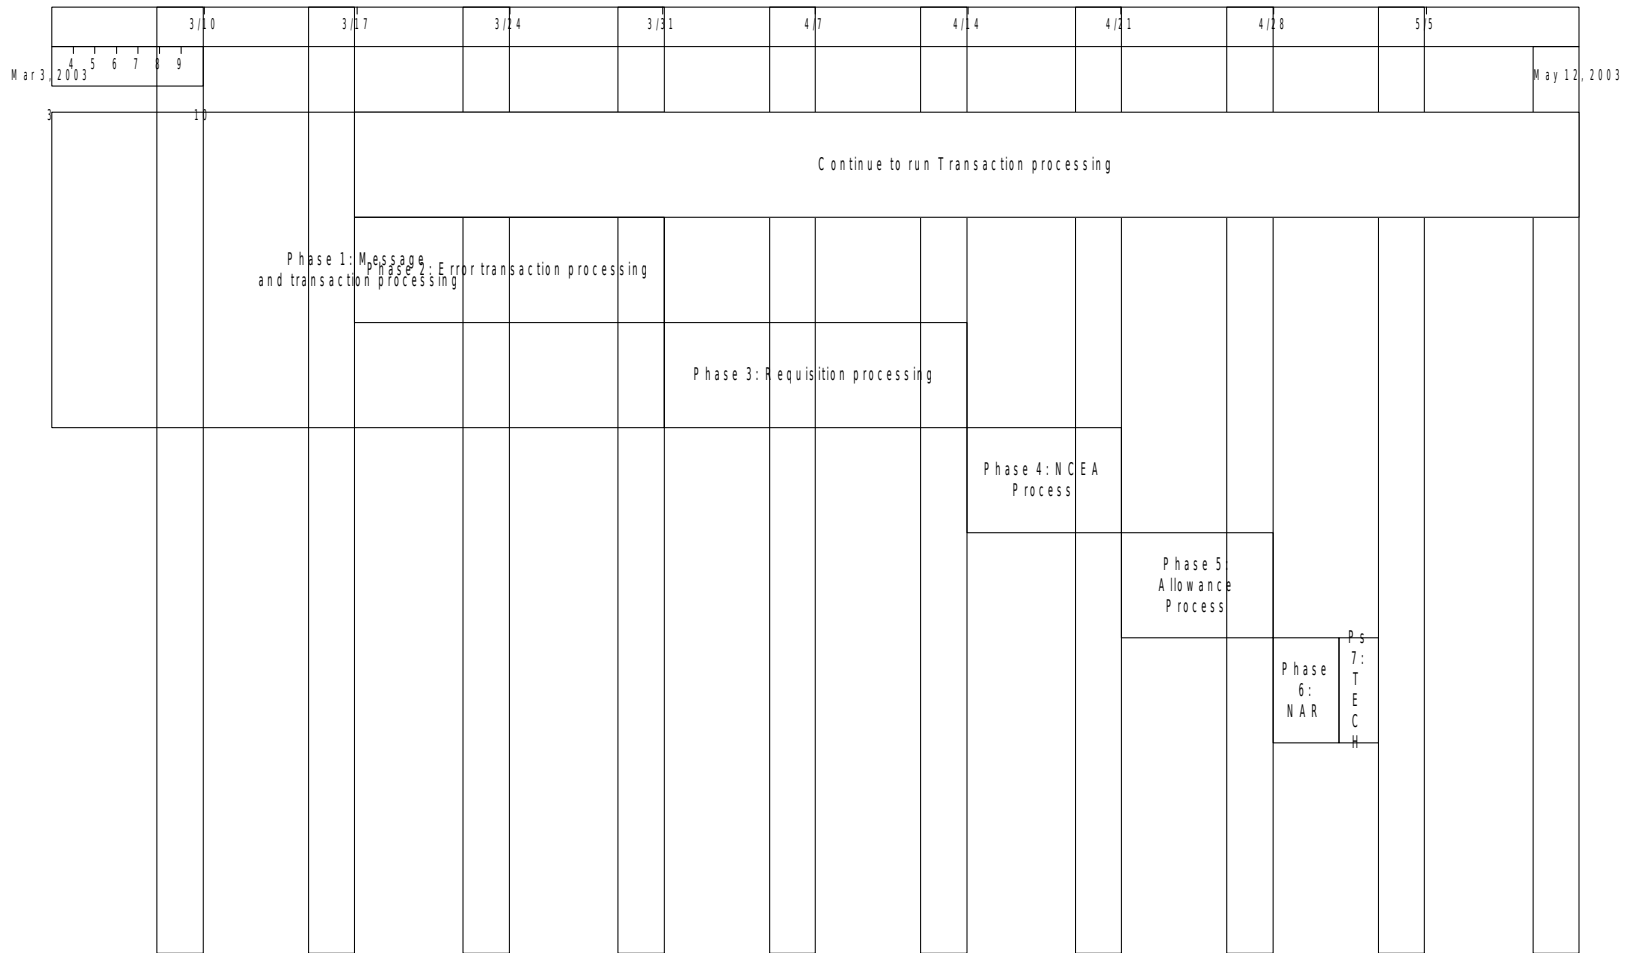 3/10 3/17 3/24 3/31 4/7 4/14 4/21 4/28 5/5
4 5 6 7 8 9
Mar 3, 2003
May 12, 2003
3 10
Continue to run Transaction processing
Phase 1: Message
and transaction processing
Phase 2: Error transaction processing
Phase 3: Requisition processing
Phase 4: NCEA
Process
Phase 5:
Allowance
Process
Phase
6:
NAR
Ps
7:
T
E
C
H